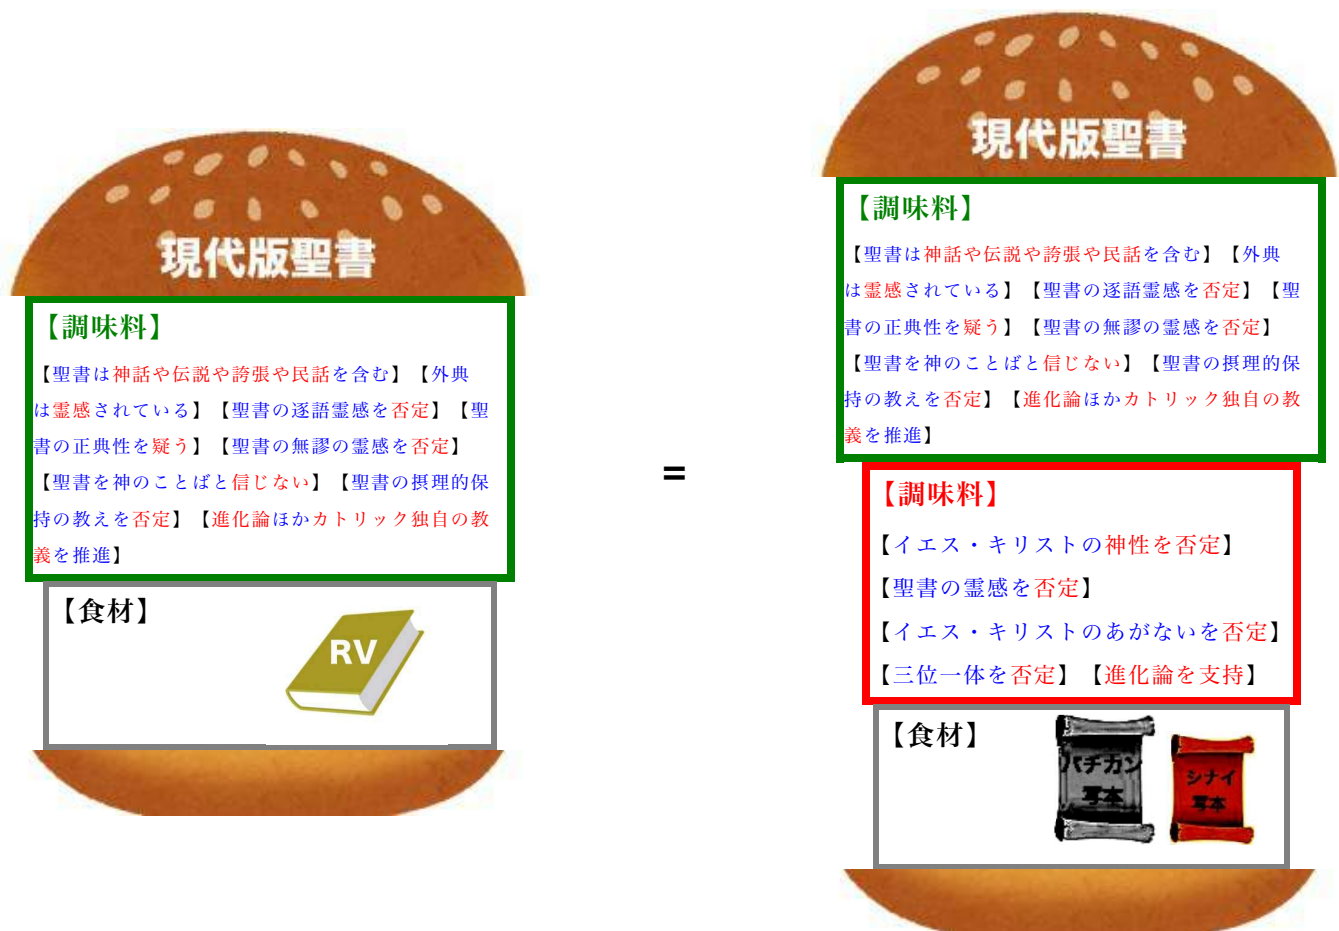 現代版聖書
【調味料】
【聖書は神話や伝説や誇張や民話を含む】【外典
は霊感されている】【聖書の逐語霊感を否定】【聖
書の正典性を疑う】【聖書の無謬の霊感を否定】
【聖書を神のことばと信じない】【聖書の摂理的保
持の教えを否定】【進化論ほかカトリック独自の教
義を推進】
【食材】
RV
=
現代版聖書
【調味料】
【聖書は神話や伝説や誇張や民話を含む】【外典
は霊感されている】【聖書の逐語霊感を否定】【聖
書の正典性を疑う】【聖書の無謬の霊感を否定】
【聖書を神のことばと信じない】【聖書の摂理的保
持の教えを否定】【進化論ほかカトリック独自の教
義を推進】
【調味料】
【イエス・キリストの神性を否定】
【聖書の霊感を否定】
【イエス・キリストのあがないを否定】
【三位一体を否定】【進化論を支持】
【食材】
バチカン
写本
シナイ
写本